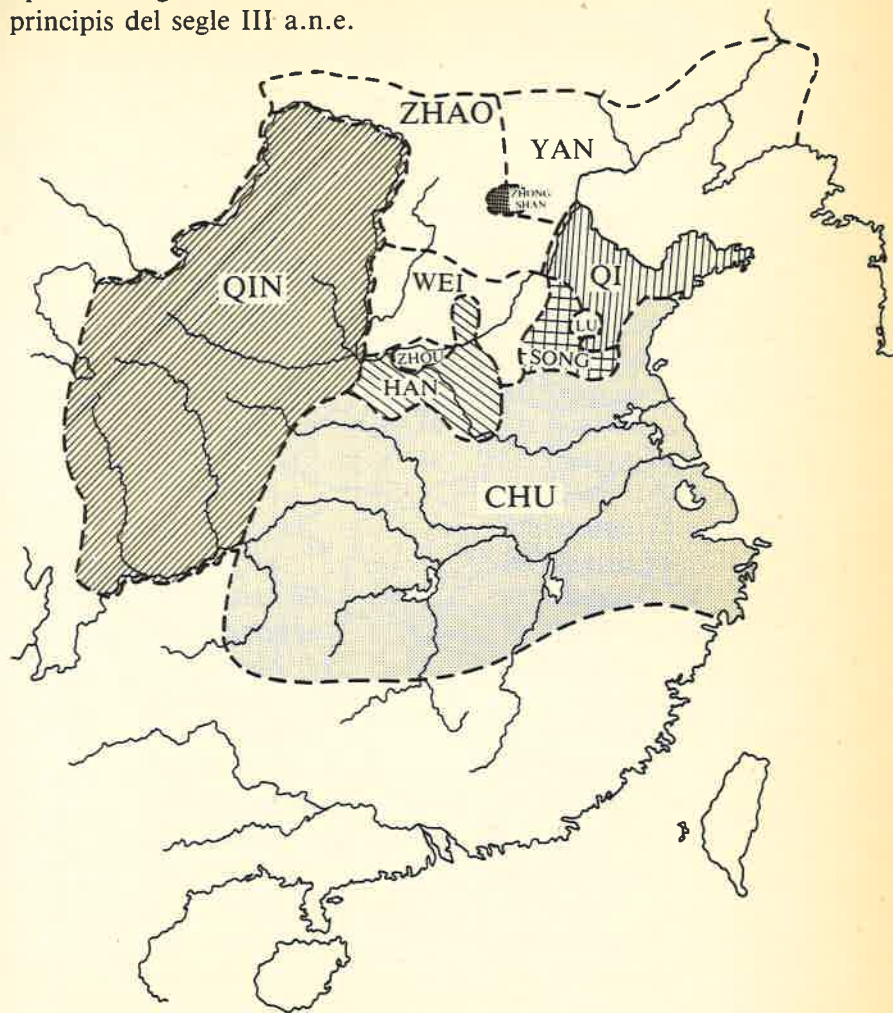 principis del segle III a.n.e.
ZHAO
YAN
ZHONG
SHAN
QIN
WEI
QI
LU
ZHOU
SONG
HAN
CHU